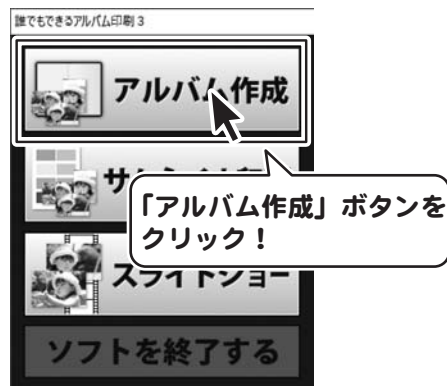 誰でもできるアルバム印刷 3
アルバム作成
「アルバム作成」ボタンを
クリック！
スライドショー
ソフトを終了する